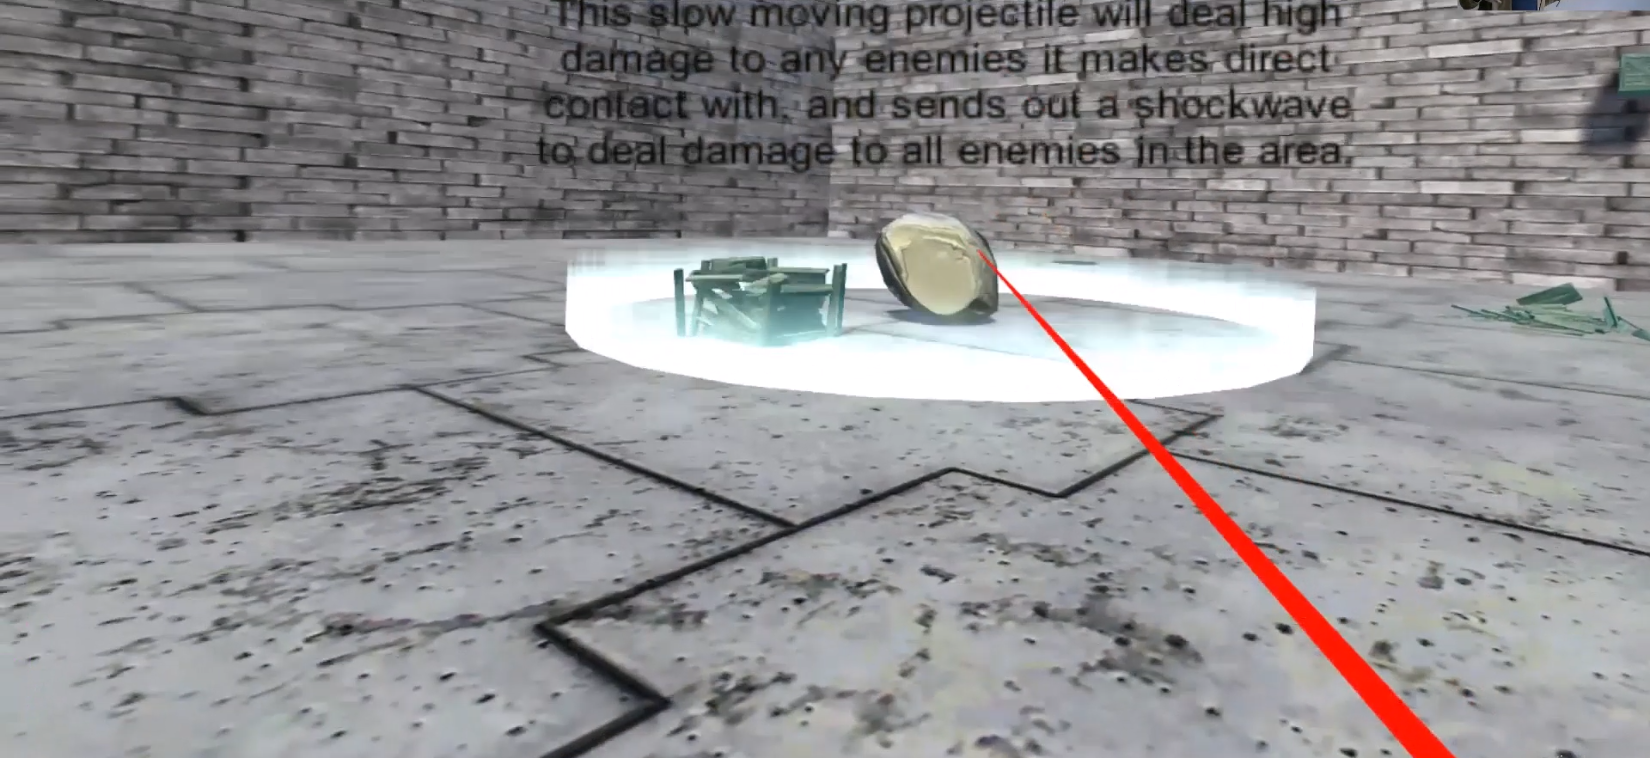 This slow moving projectile will deal high
damage to any enemies it makes direct
contact with, and sends out a shockwave
to deal damage to all enemies in the area.